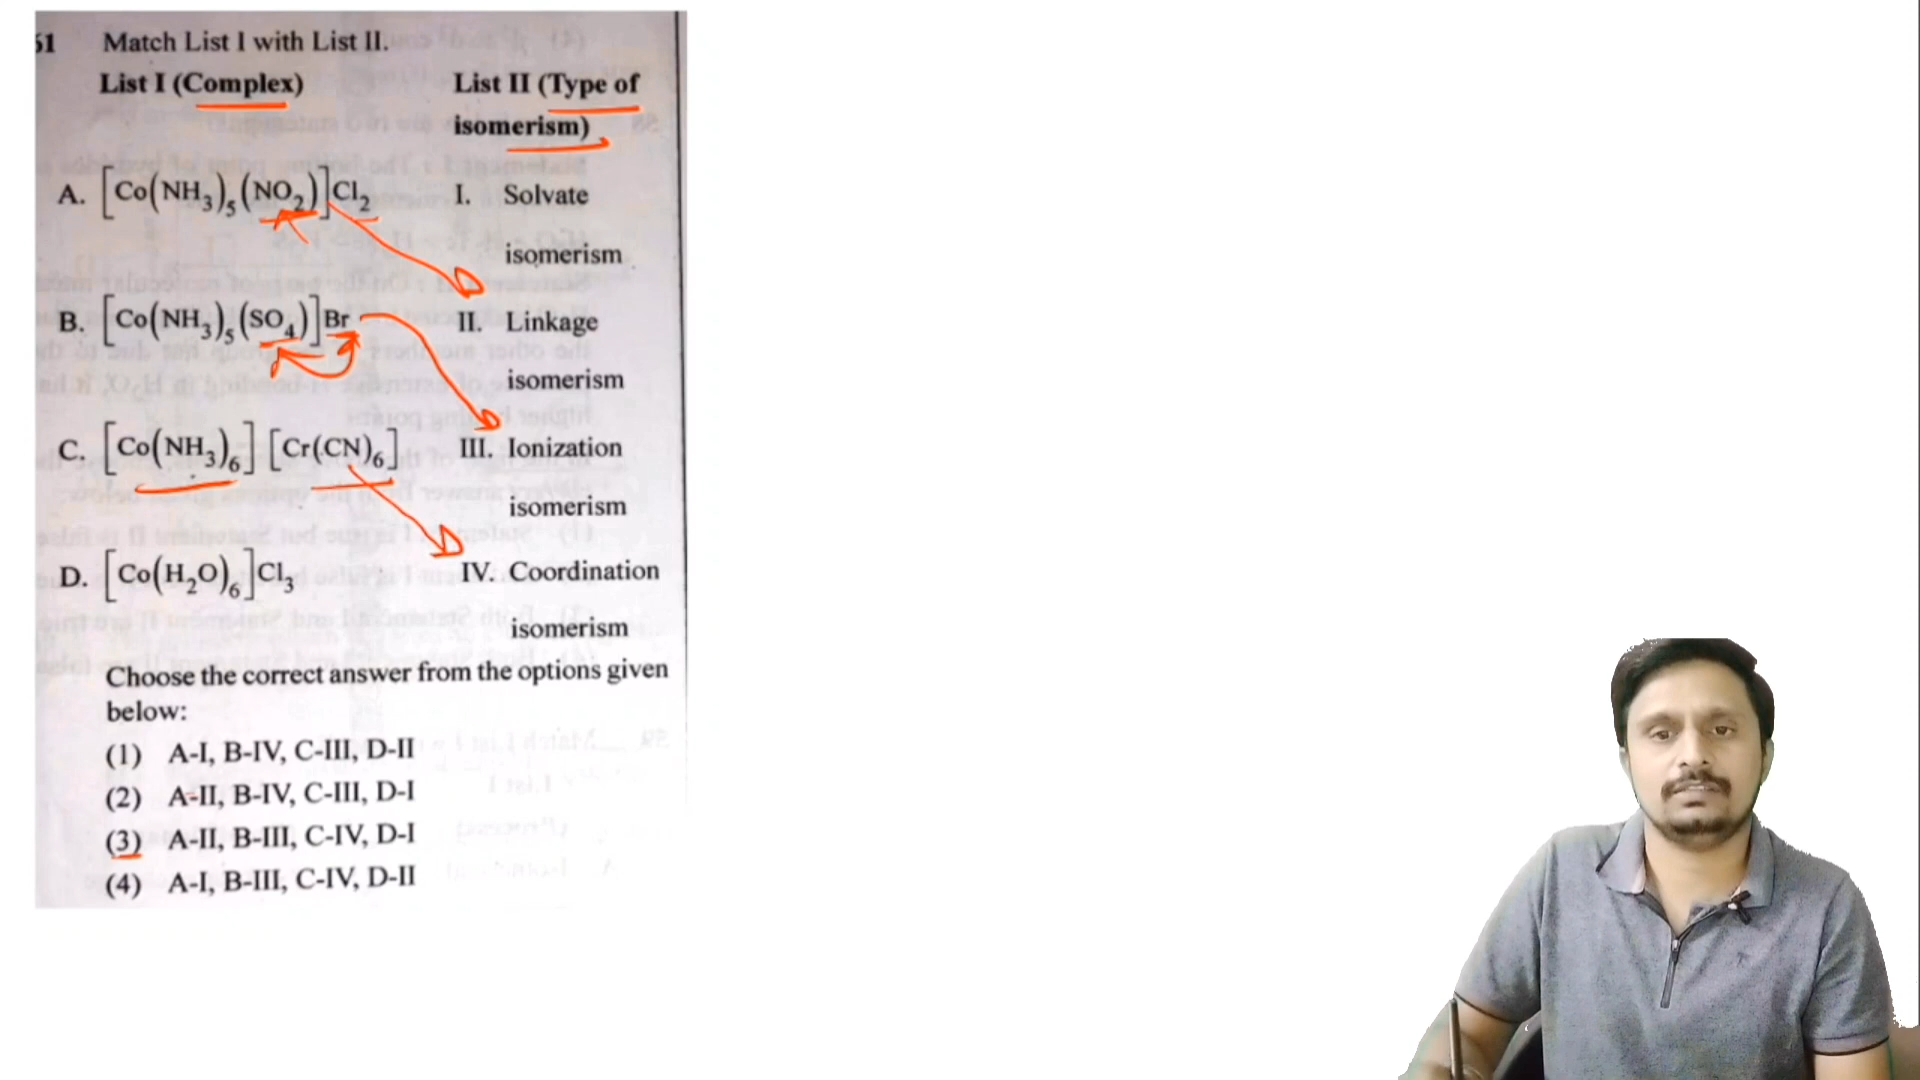 51 Match List I with List II.
List I (Complex) List II (Type of
isomerism)
A. [Co(NH₃)₅(NO₂)]Cl₂ I. Solvate
isomerism
B. [Co(NH₃)₅(SO₄)]Br II. Linkage
isomerism
C. [Co(NH₃)₆] [Cr(CN)₆] III. Ionization
isomerism
D. [Co(H₂O)₆]Cl₃ IV. Coordination
isomerism
Choose the correct answer from the options given
below:
(1) A-I, B-IV, C-III, D-II
(2) A-II, B-IV, C-III, D-I
(3) A-II, B-III, C-IV, D-I
(4) A-I, B-III, C-IV, D-II